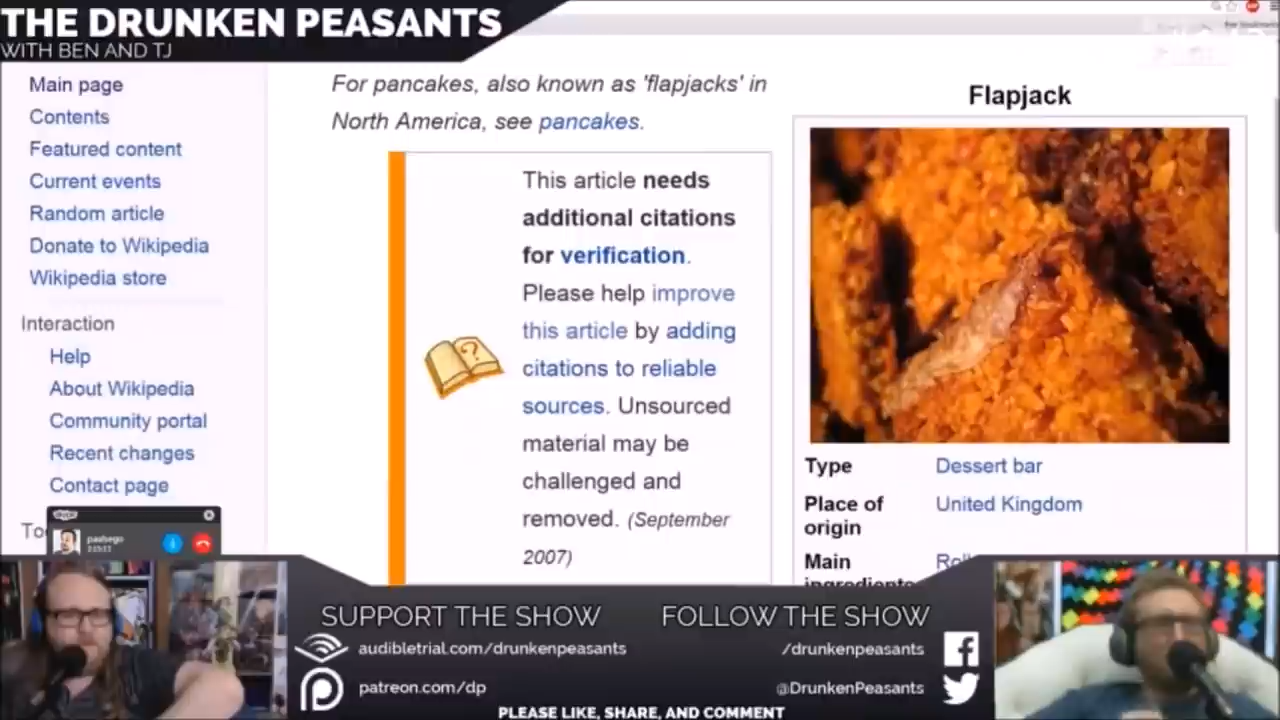 THE DRUNKEN PEASANTS
WITH BEN AND TJ
Main page
Contents
Featured content
Current events
Random article
Donate to Wikipedia
Wikipedia store
Interaction
Help
About Wikipedia
Community portal
Recent changes
Contact page
For pancakes, also known as 'flapjacks' in
North America, see pancakes.
This article needs
additional citations
for verification.
Please help improve
this article by adding
citations to reliable
sources. Unsourced
material may be
challenged and
removed. (September
2007)
Flapjack
Type Dessert bar
Place of United Kingdom
origin
Main
ingredients
SUPPORT THE SHOW
audibletrial.com/drunkenpeasants
patreon.com/dp
FOLLOW THE SHOW
/drunkenpeasants
@DrunkenPeasants
PLEASE LIKE, SHARE, AND COMMENT